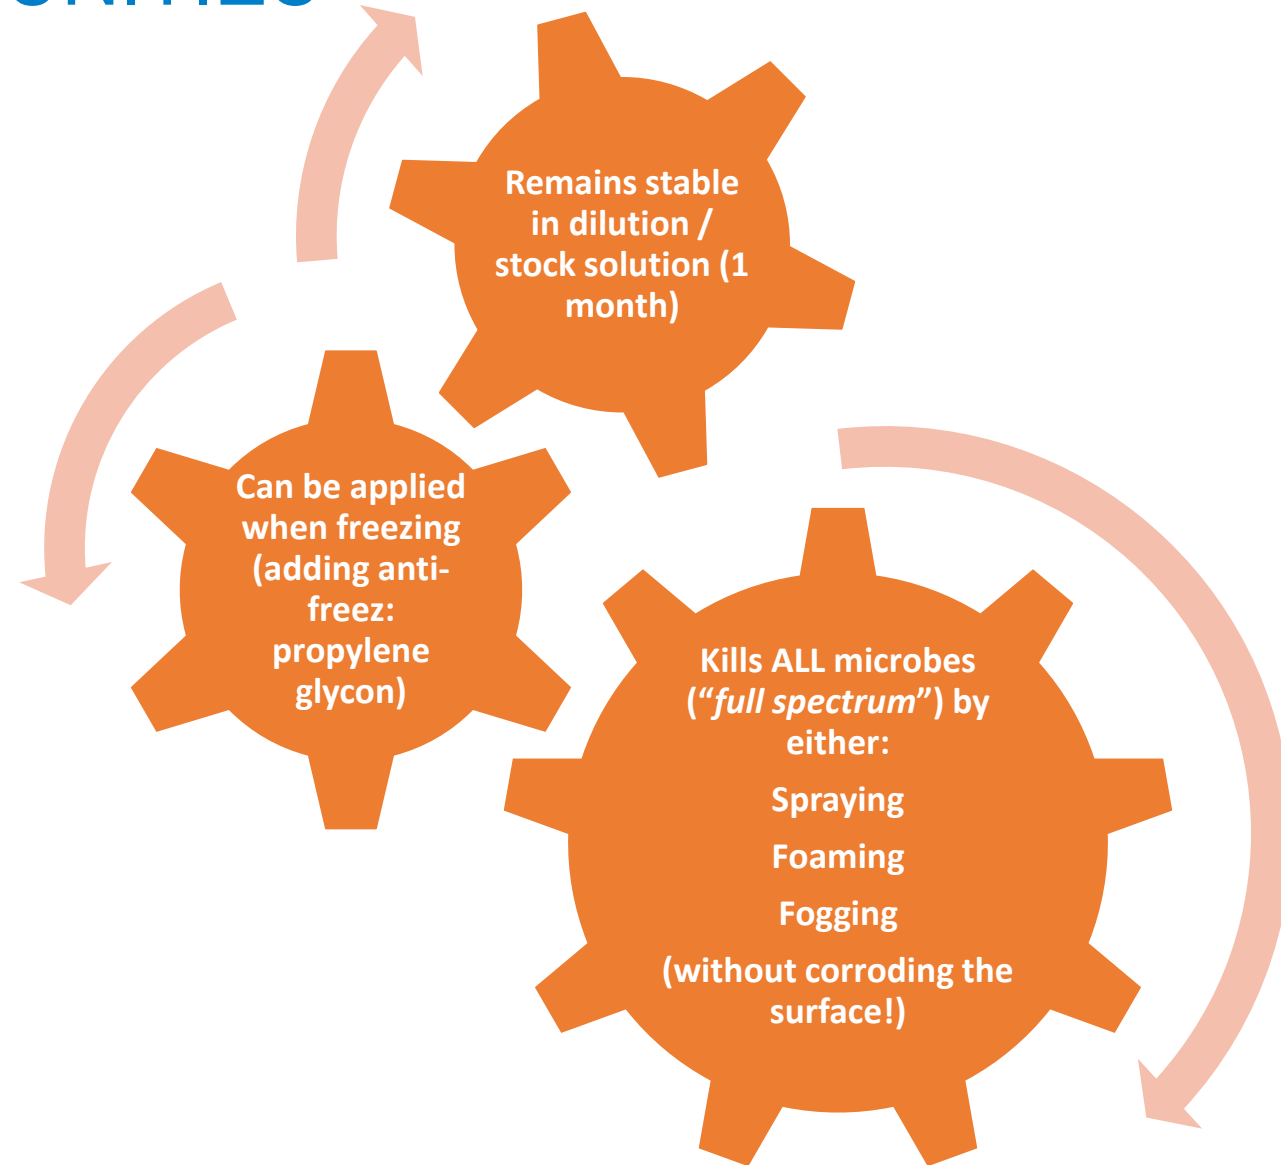 Remains stable
in dilution /
stock solution (1
month)
Can be applied
when freezing
(adding anti-
freez:
propylene
glycon)
Kills ALL microbes
(“full spectrum”) by
either:
Spraying
Foaming
Fogging
(without corroding the
surface!)